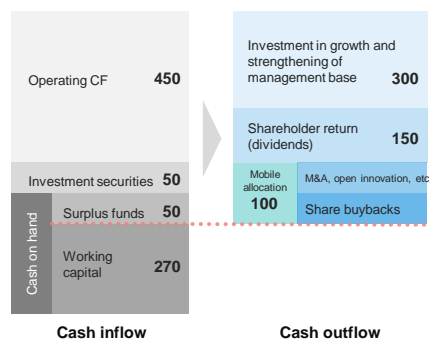 Operating CF 450
Investment securities 50
Cash on hand
Surplus funds 50
Working
capital 270
Cash inflow
Investment in growth and
strengthening of
management base 300
Shareholder return
(dividends) 150
Mobile
allocation
100
M&A, open innovation, etc
Share buybacks
Cash outflow